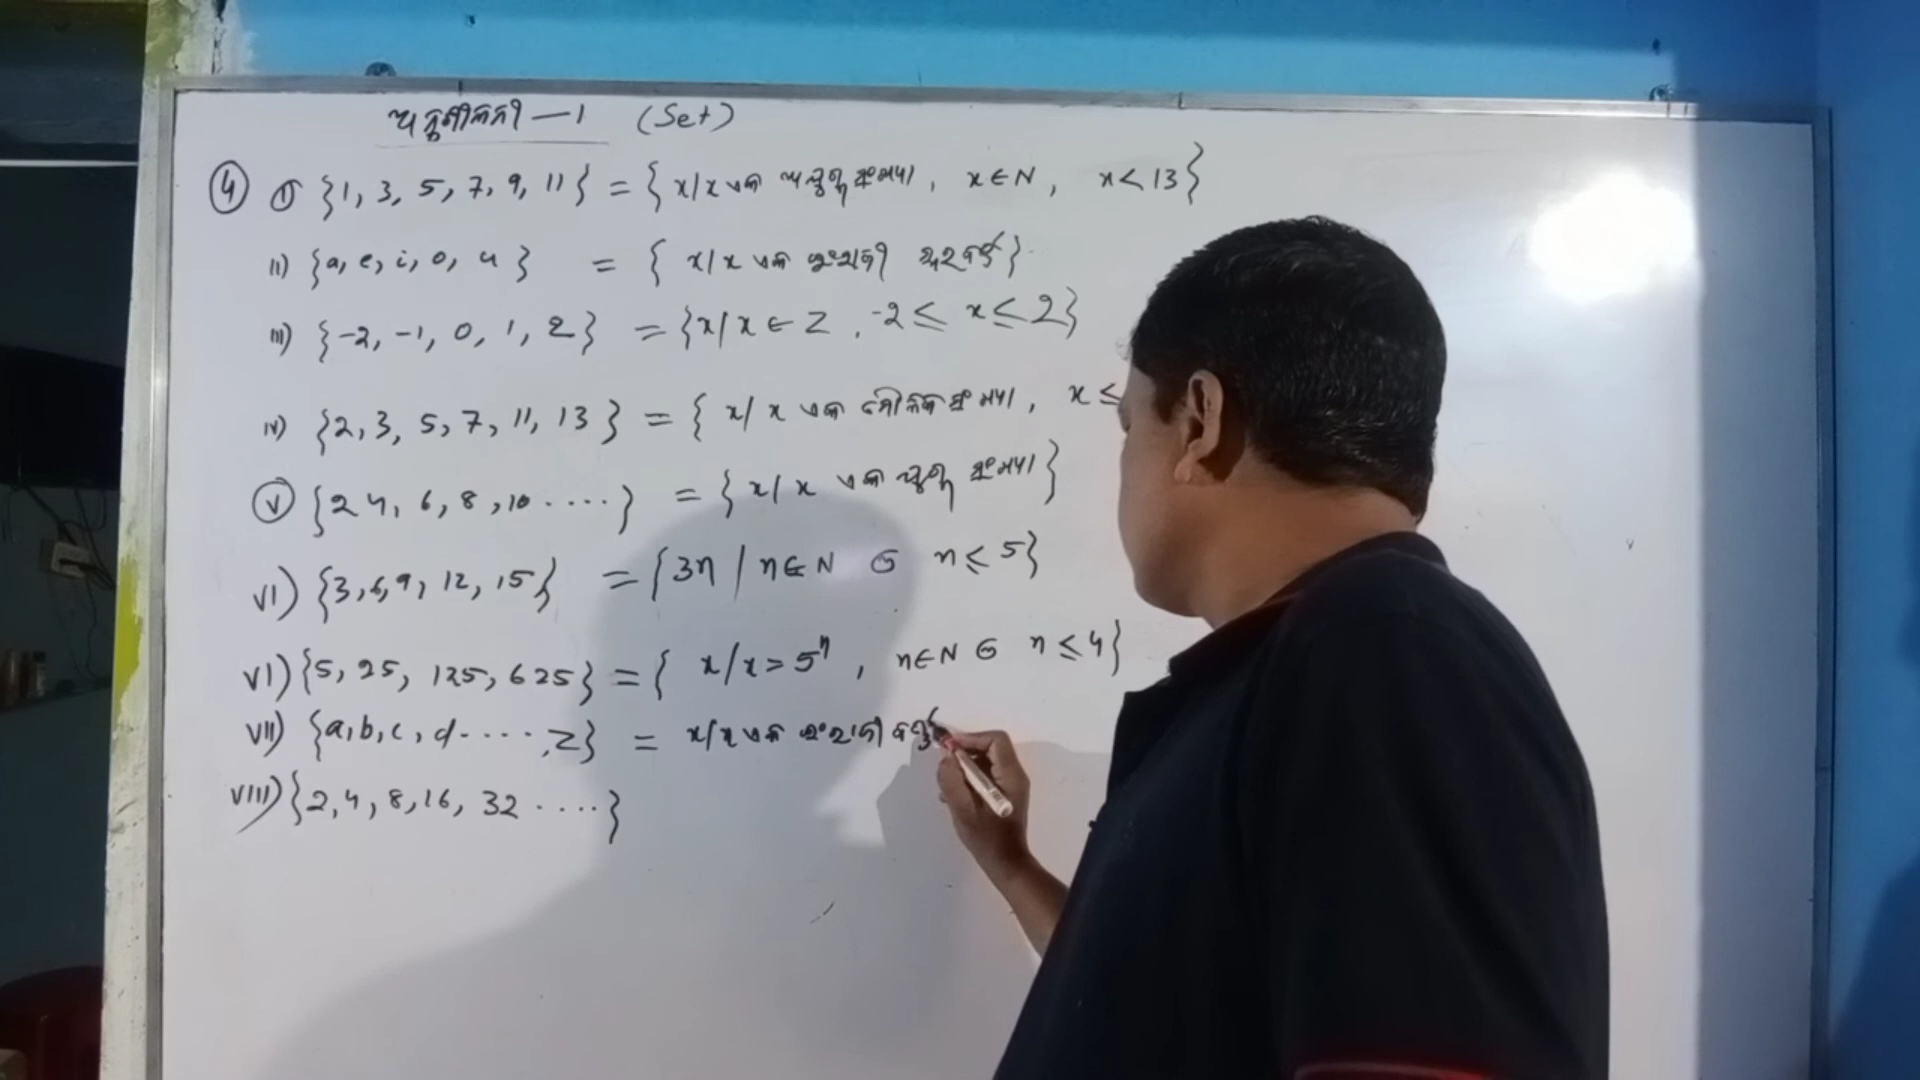 ଅନୁଶୀଳନୀ — 1 (Set)
4 i) {1, 3, 5, 7, 9, 11} = {x/x ଏକ ଅଯୁଗ୍ମ ସଂଖ୍ୟା, x∈N, x<13}
ii) {a, e, i, o, u} = {x/x ଏକ ଇଂରାଜୀ ସ୍ୱରବର୍ଣ୍ଣ}
iii) {-2, -1, 0, 1, 2} = {x/x ∈ Z, -2 ≤ x ≤ 2}
iv) {2, 3, 5, 7, 11, 13} = {x/x ଏକ ମୌଳିକ ସଂଖ୍ୟା, x ≤
v) {2 4, 6, 8, 10 ....} = {x/x ଏକ ଯୁଗ୍ମ ସଂଖ୍ୟା}
VI) {3, 6, 9, 12, 15} = {3n / n∈N ଓ n ≤ 5}
VI) {5, 25, 125, 625} = {x/x = 5ⁿ, n∈N ଓ n ≤ 4}
VII) {a, b, c, d ....., z} = x/x ଏକ ଇଂରାଜୀ ବର୍ଣ୍ଣ
VIII) {2, 4, 8, 16, 32 ....}